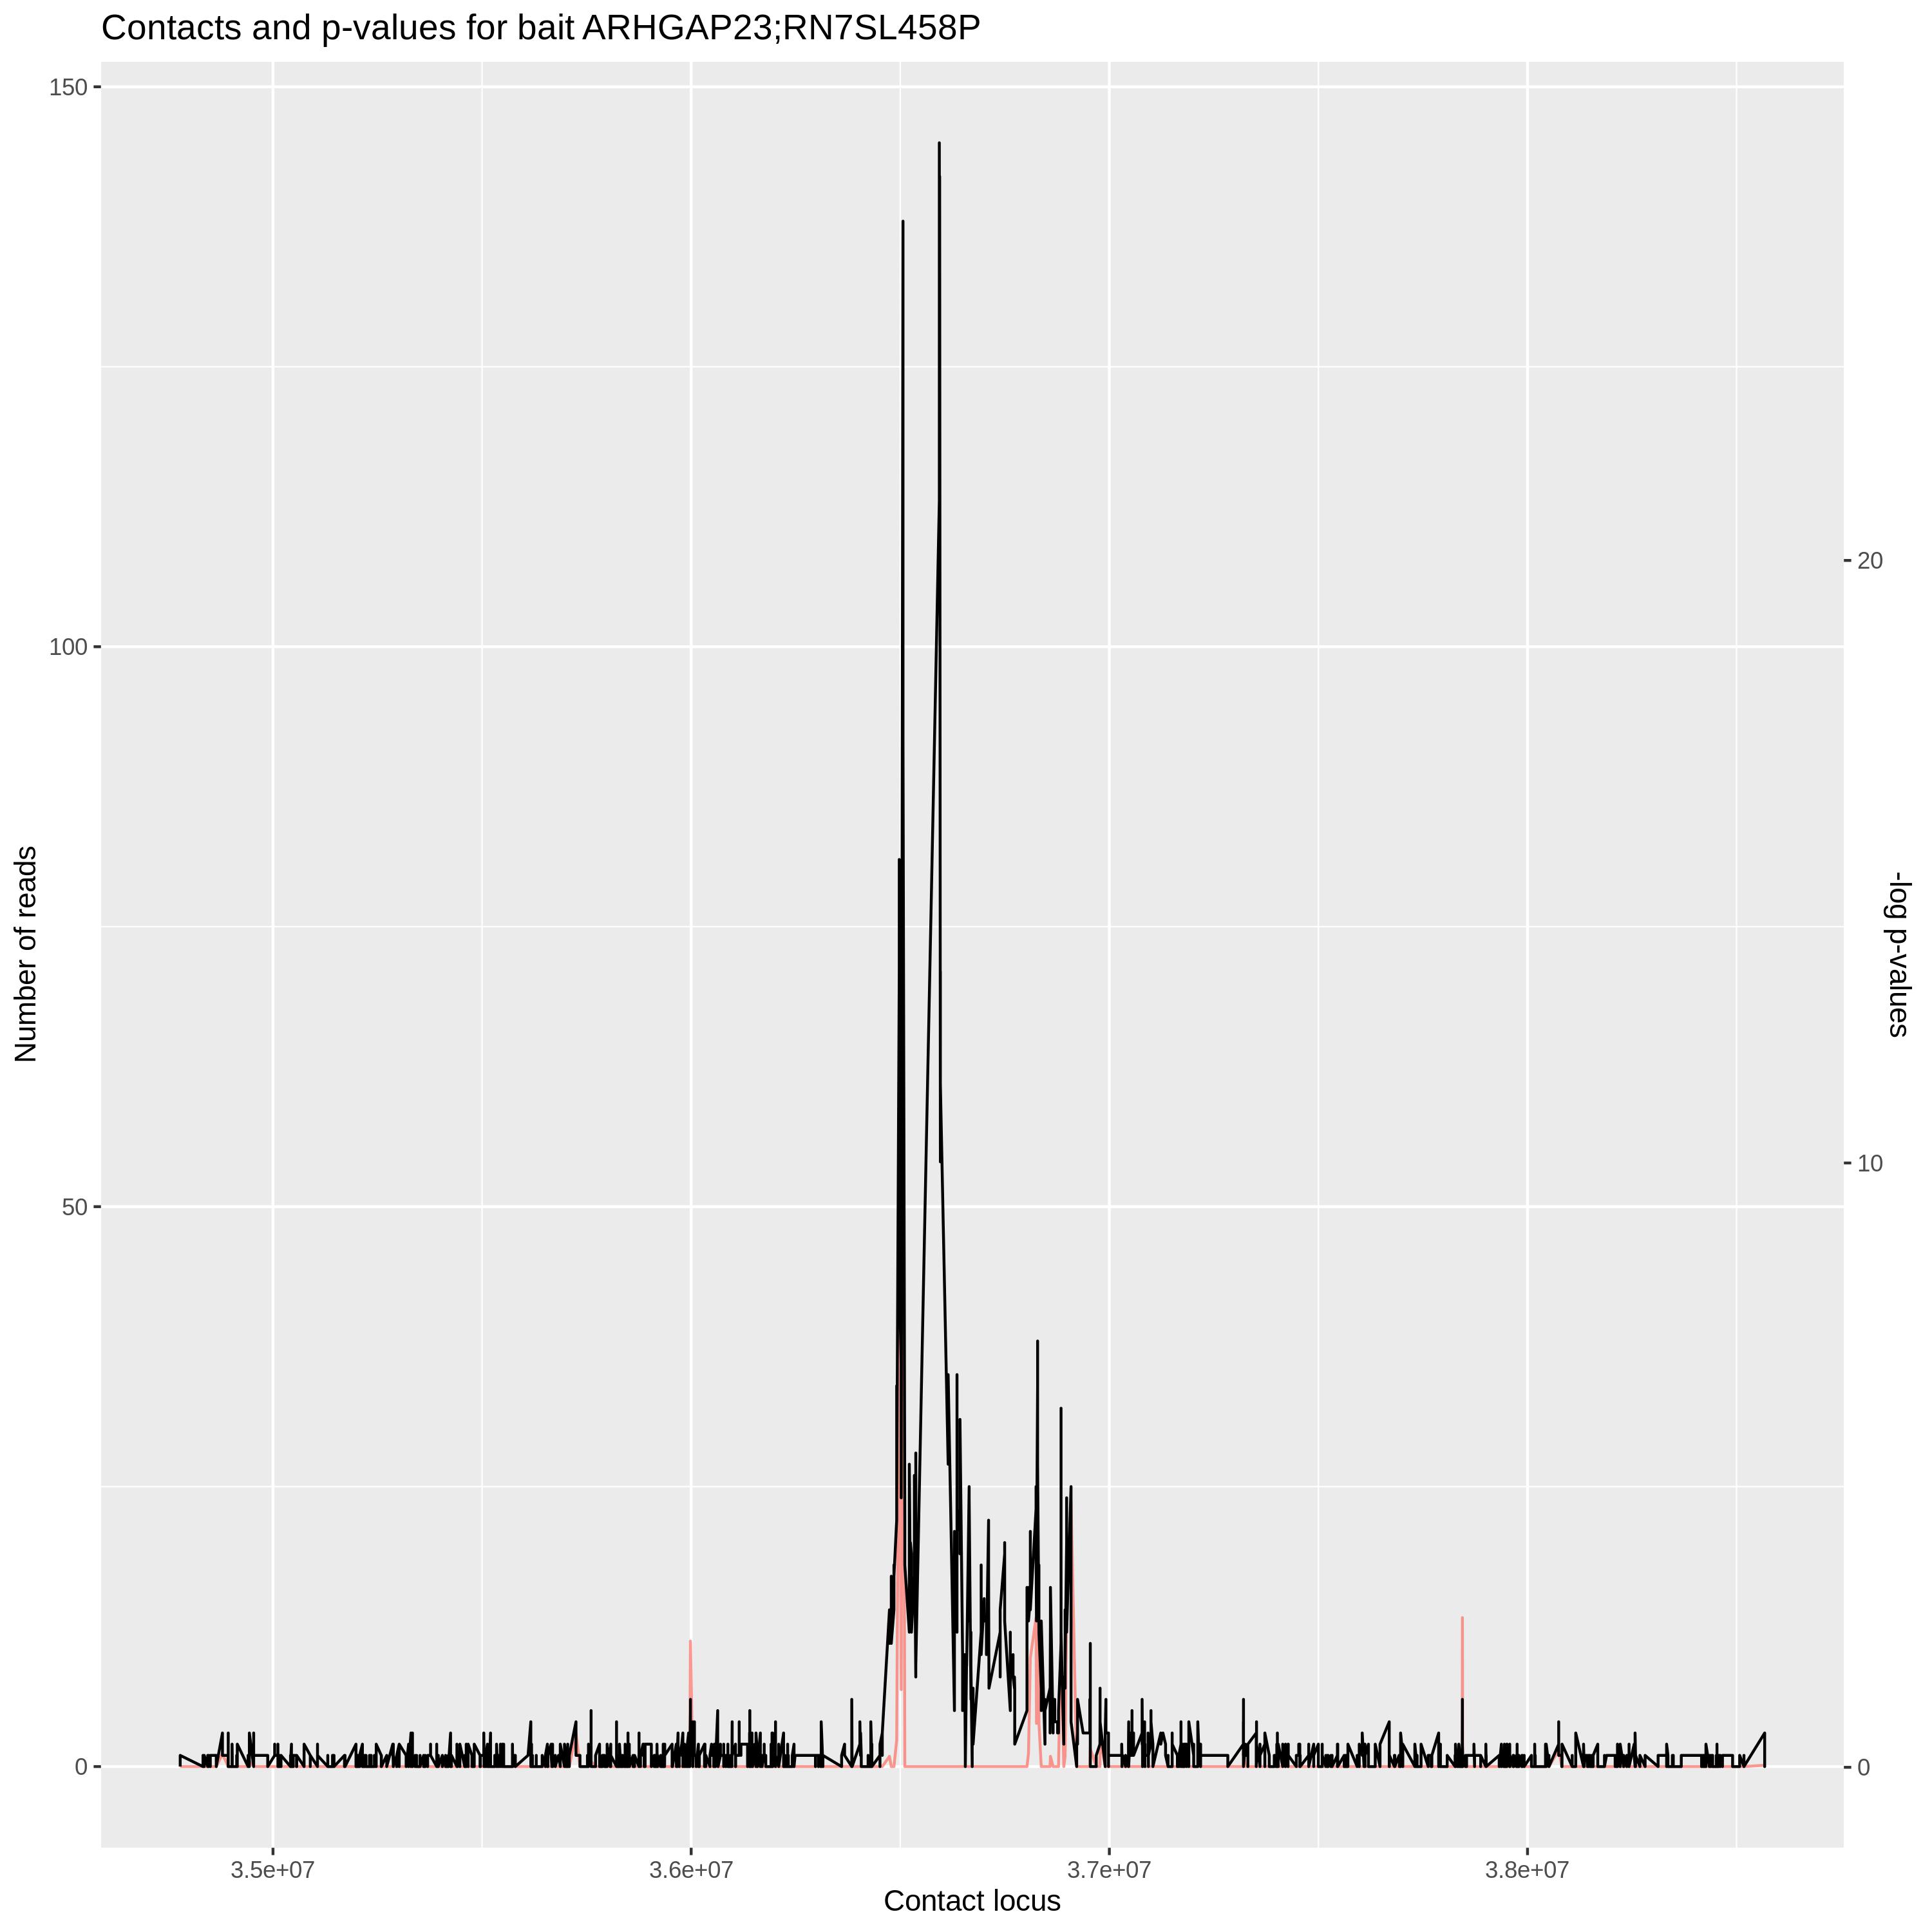 Contacts and p-values for bait ARHGAP23;RN7SL458P
150
100
50
0
Number of reads
20
10
0
-log p-values
3.5e+07
3.6e+07
3.7e+07
3.8e+07
Contact locus